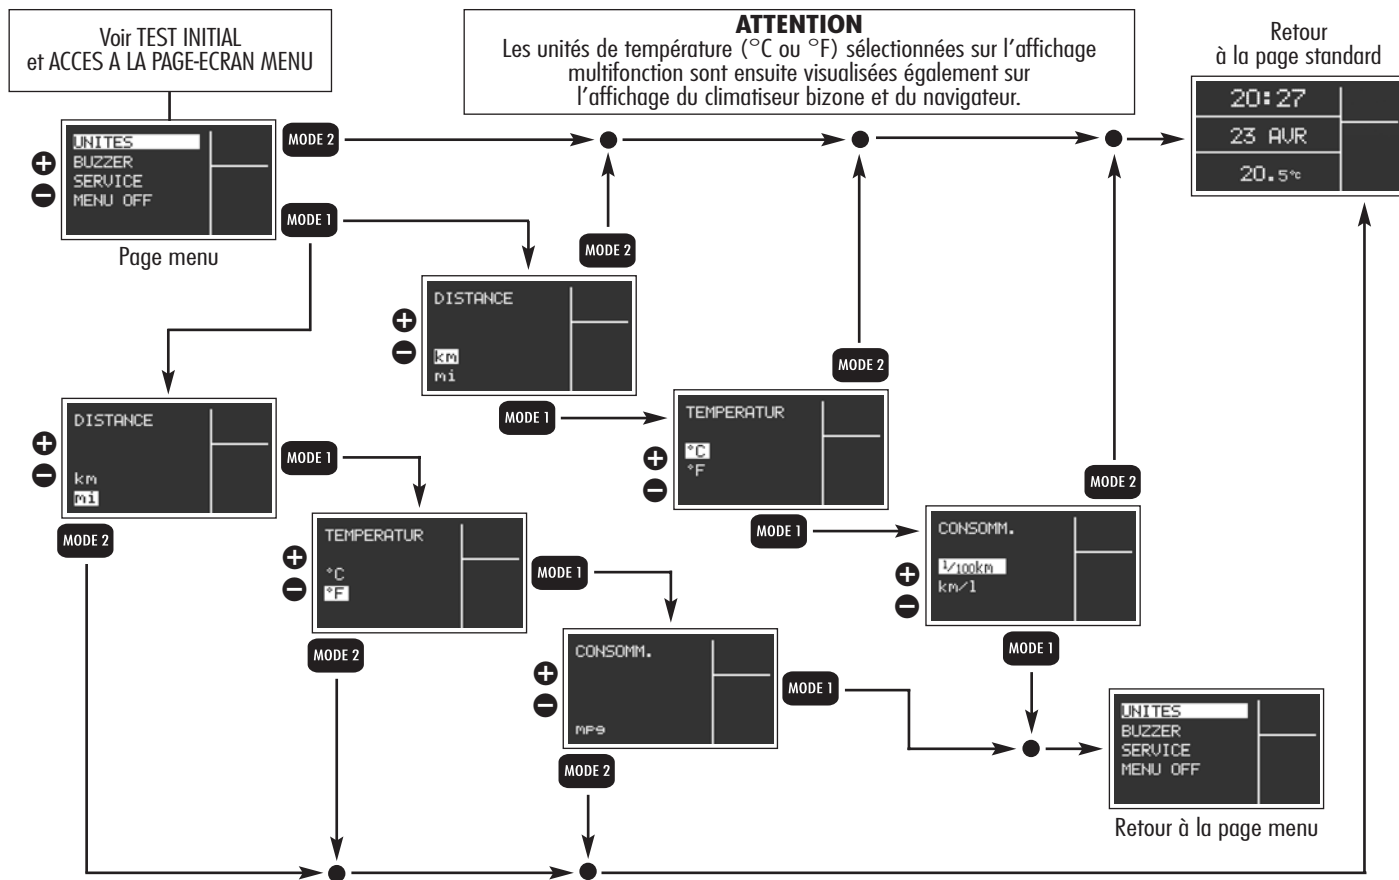 Voir TEST INITIAL
et ACCES A LA PAGE-ECRAN MENU
ATTENTION
Les unités de température (°C ou °F) sélectionnées sur l'affichage
multifonction sont ensuite visualisées également sur
l'affichage du climatiseur bizone et du navigateur.
Retour
à la page standard
20:27
23 AVR
20.5°C
UNITES
BUZZER
SERVICE
MENU OFF
MODE 2
MODE 1
Page menu
MODE 2
DISTANCE
km
mi
MODE 1
MODE 2
TEMPERATUR
°C
°F
MODE 1
MODE 2
CONSOMM.
l/100km
km/l
MODE 1
DISTANCE
km
mi
MODE 1
MODE 2
TEMPERATUR
°C
°F
MODE 1
MODE 2
CONSOMM.
mpg
MODE 1
MODE 2
UNITES
BUZZER
SERVICE
MENU OFF
Retour à la page menu